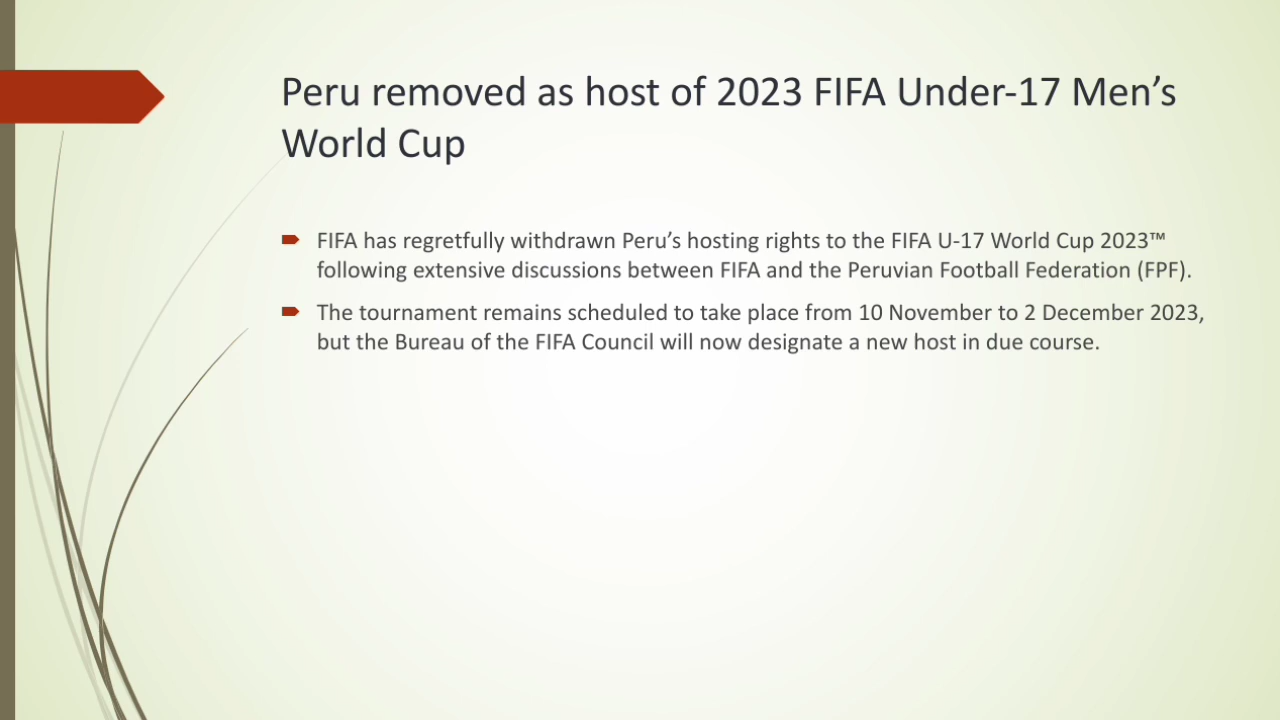 Peru removed as host of 2023 FIFA Under-17 Men’s
World Cup
FIFA has regretfully withdrawn Peru’s hosting rights to the FIFA U-17 World Cup 2023™
following extensive discussions between FIFA and the Peruvian Football Federation (FPF).
The tournament remains scheduled to take place from 10 November to 2 December 2023,
but the Bureau of the FIFA Council will now designate a new host in due course.